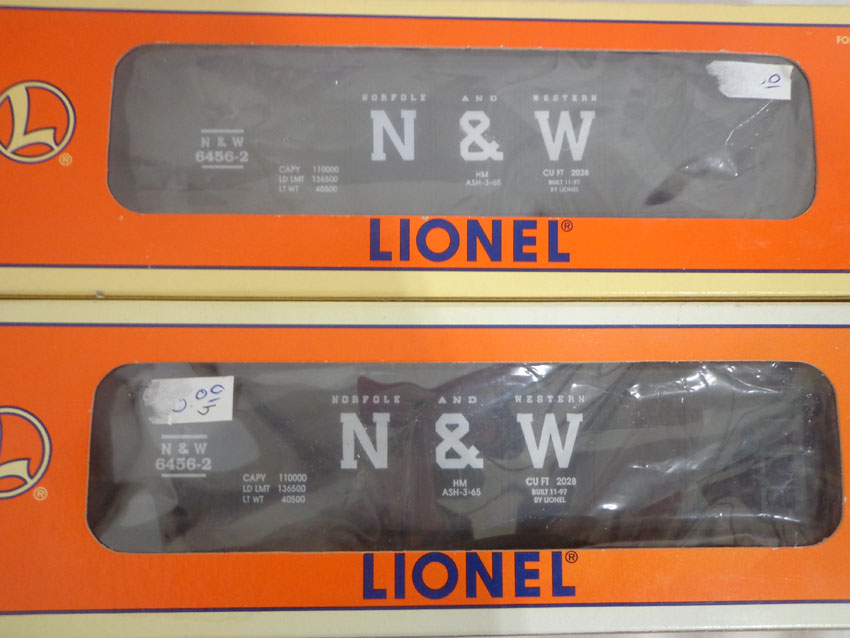 FO
L
®
NORFOLK AND WESTERN
N & W
N & W
6456-2
CAPY 110000
LD LMT 136500
LT WT 40500
HM
ASH-3-65
CU FT 2028
BUILT 11-97
BY LIONEL
LIONEL®
®
NORFOLK AND WESTERN
N & W
N & W
6456-2
CAPY 110000
LD LMT 136500
LT WT 40500
HM
ASH-3-65
CU FT 2028
BUILT 11-97
BY LIONEL
LIONEL®